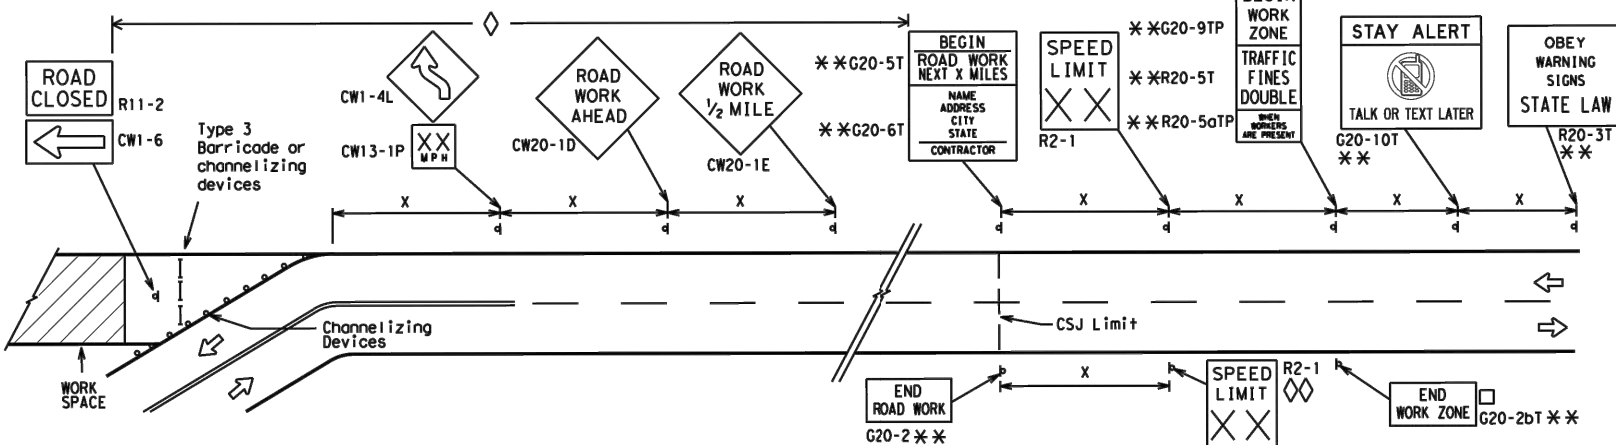 ROAD
CLOSED
R11-2
CW1-6
Type 3
Barricade or
channelizing
devices
CW1-4L
XX
MPH
CW13-1P
ROAD
WORK
AHEAD
CW20-1D
ROAD
WORK
1/2 MILE
CW20-1E
**G20-5T
BEGIN
ROAD WORK
NEXT X MILES
**G20-6T
NAME
ADDRESS
CITY
STATE
CONTRACTOR
SPEED
LIMIT
XX
R2-1
**G20-9TP
BEGIN
WORK
ZONE
**R20-5T
TRAFFIC
FINES
DOUBLE
**R20-5aTP
WHEN
WORKERS
ARE PRESENT
STAY ALERT
TALK OR TEXT LATER
G20-10T
**
OBEY
WARNING
SIGNS
STATE LAW
R20-3T
**
X
X
X
X
X
X
X
Channelizing
Devices
CSJ Limit
WORK
SPACE
END
ROAD WORK
G20-2**
X
SPEED
LIMIT
XX
R2-1
END
WORK ZONE
G20-2bT**